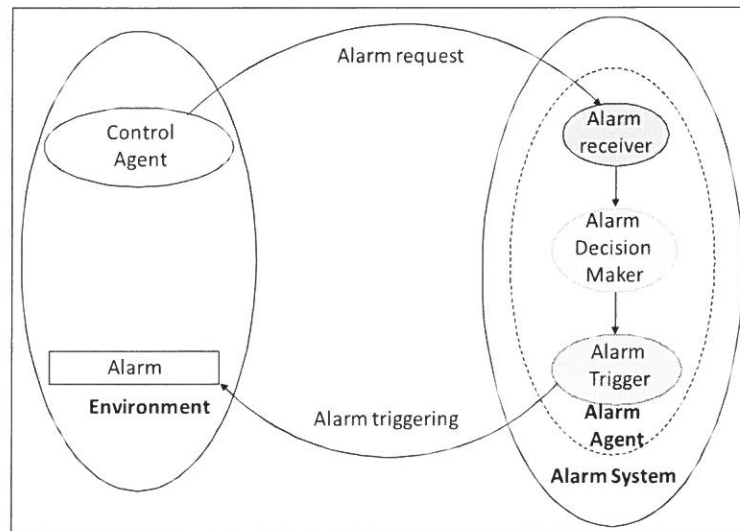 Alarm request
Control
Agent
Alarm
receiver
Alarm
Decision
Maker
Alarm
Trigger
Alarm
Environment
Alarm triggering
Alarm
Agent
Alarm System